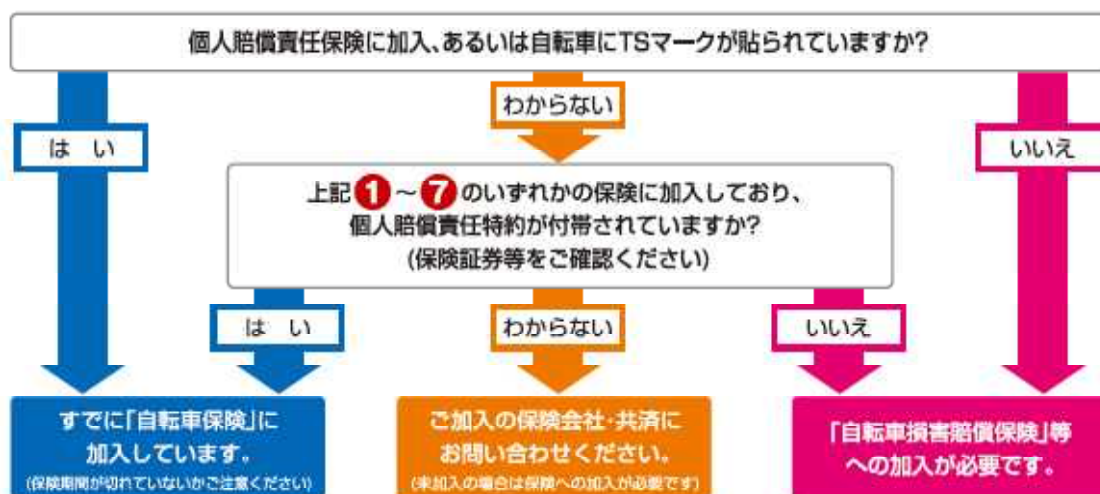 個人賠償責任保険に加入、あるいは自転車にTSマークが貼られていますか?
わからない
は い
いいえ
上記❶～❼のいずれかの保険に加入しており、
個人賠償責任特約が付帯されていますか?
(保険証券等をご確認ください)
は い
わからない
いいえ
すでに「自転車保険」に
加入しています。
(保険期間が切れていないかご注意ください)
ご加入の保険会社・共済に
お問い合わせください。
(未加入の場合は保険への加入が必要です)
「自転車損害賠償保険」等
への加入が必要です。